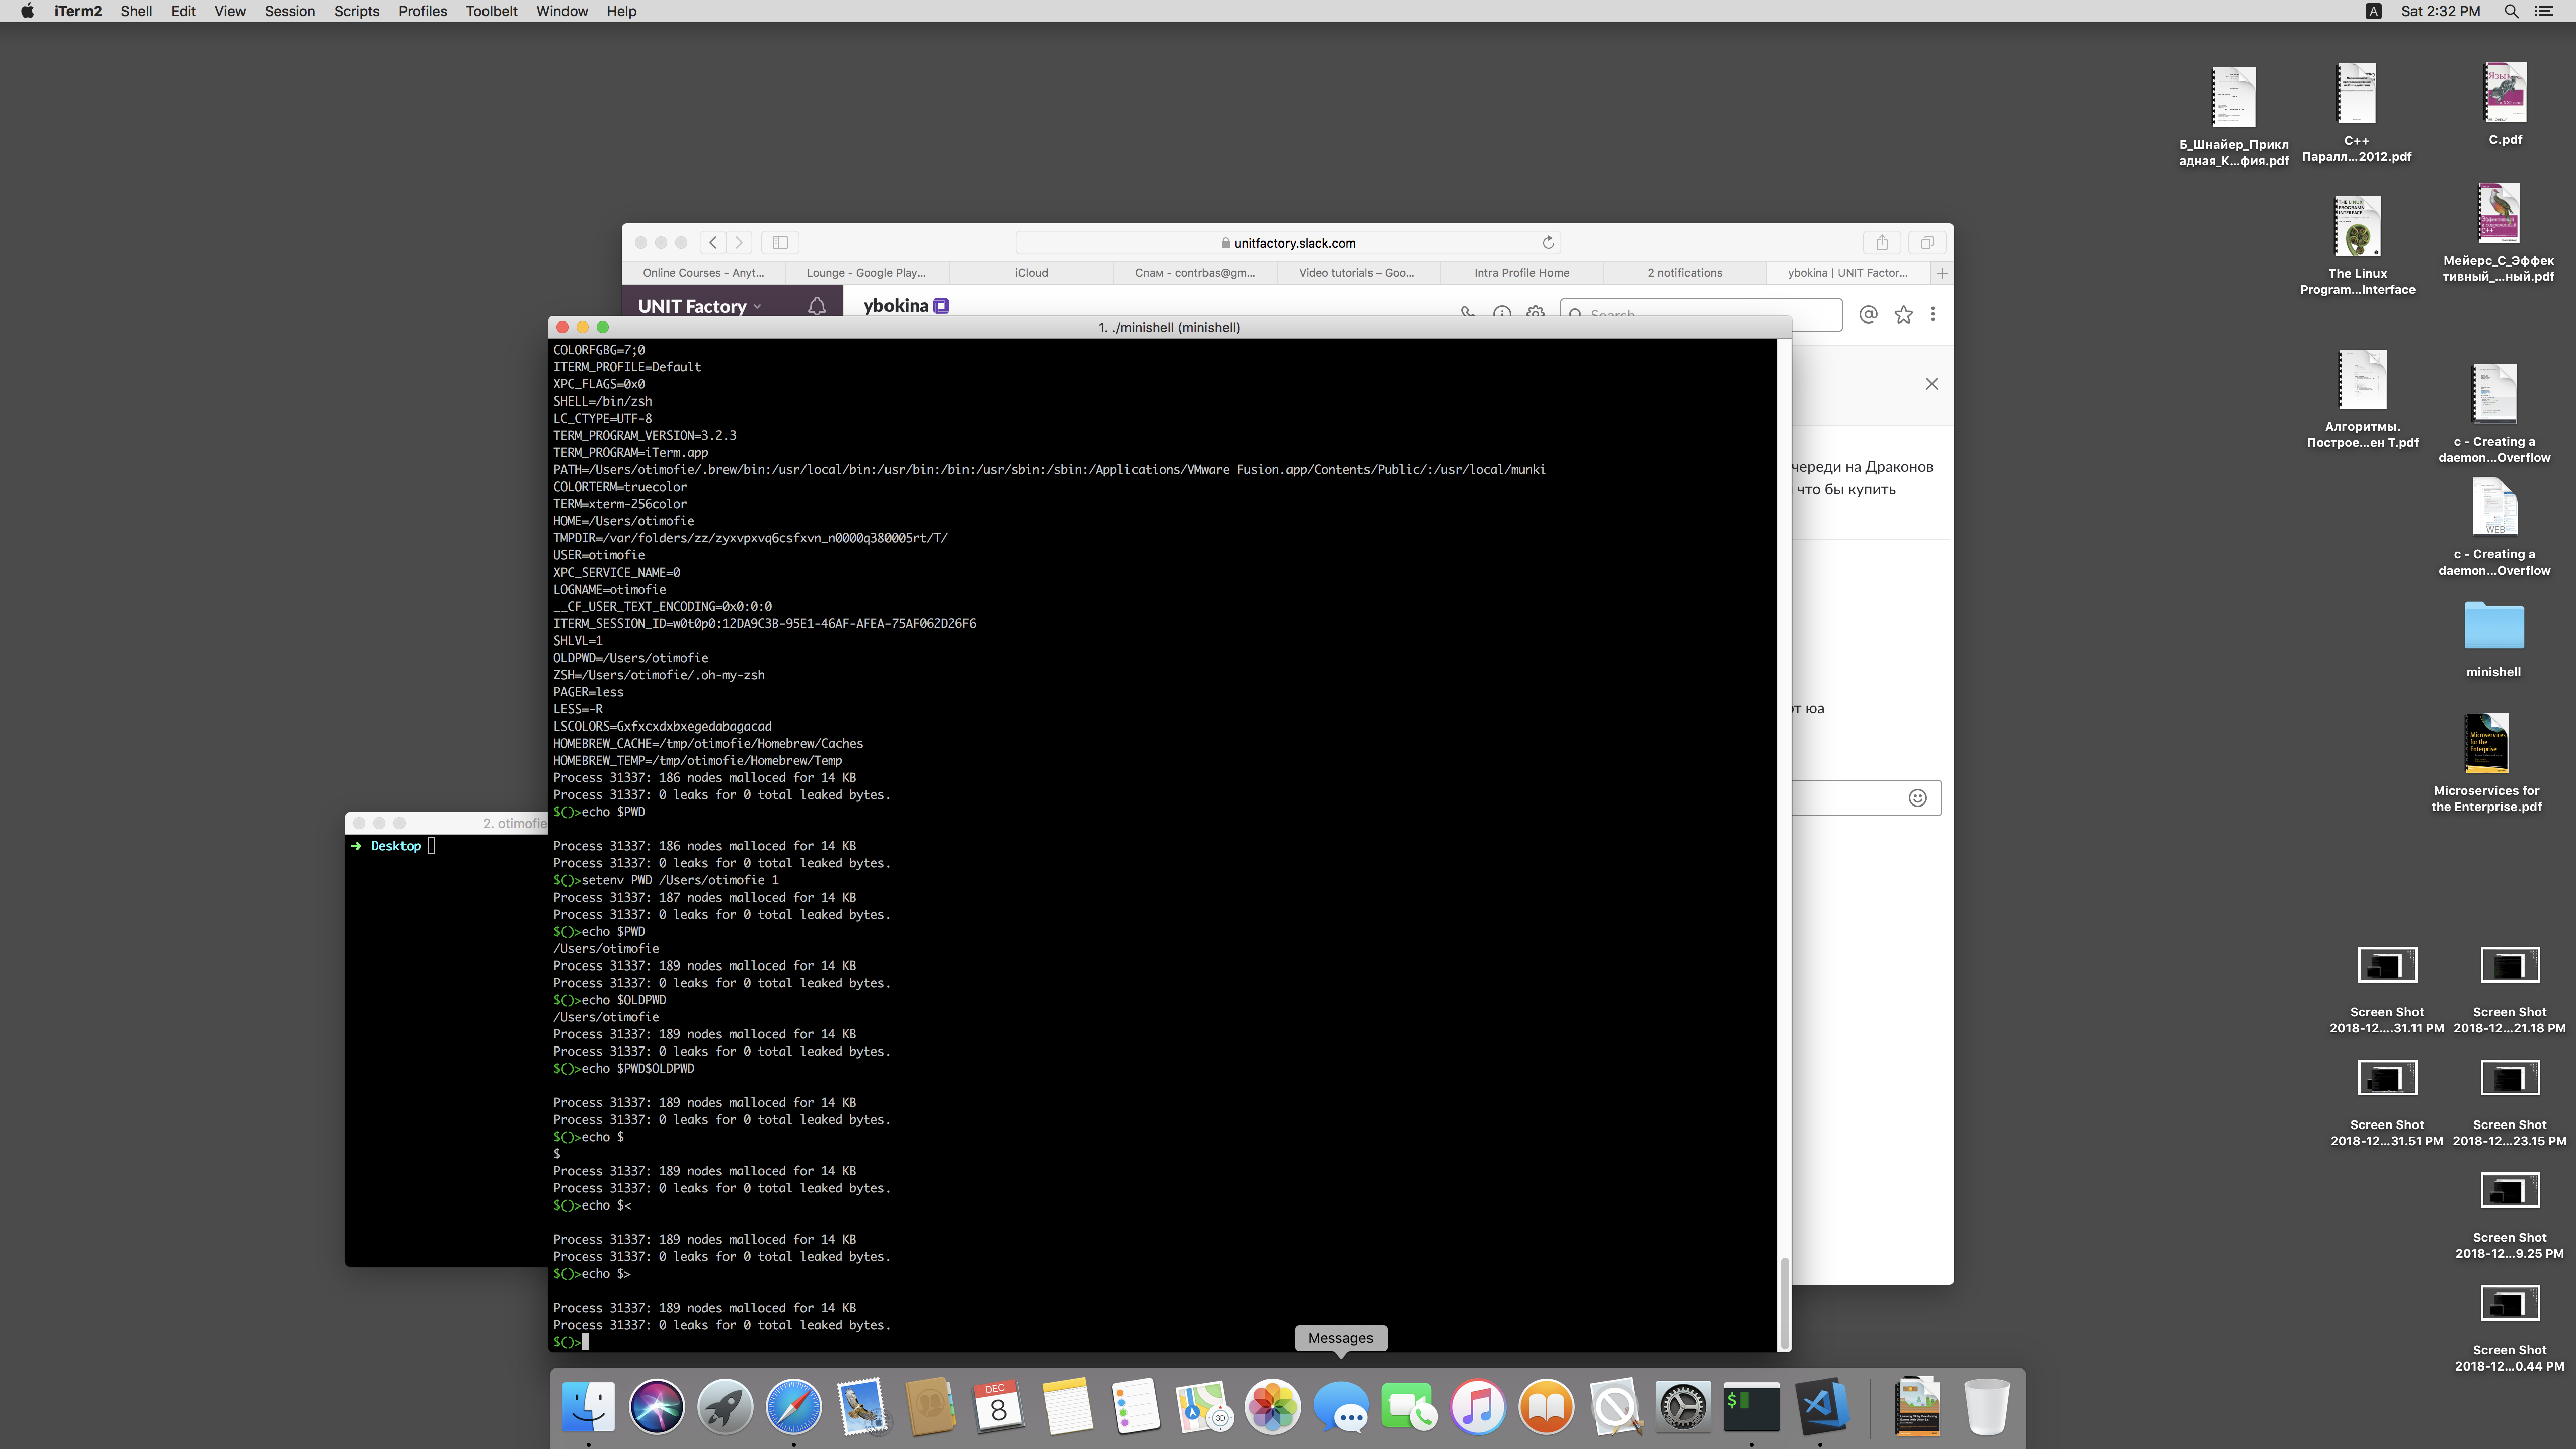 iTerm2 Shell Edit View Session Scripts Profiles Toolbelt Window Help
A Sat 2:32 PM
Б_Шнайер_Прикл
адная_К...фия.pdf
C++
Паралл...2012.pdf
C.pdf
The Linux
Program...Interface
Мейерс_С_Эффек
тивный_...ный.pdf
Алгоритмы.
Построе...ен Т.pdf
c - Creating a
daemon...Overflow
WEB
c - Creating a
daemon...Overflow
minishell
Microservices
for the
Enterprise
Microservices for
the Enterprise.pdf
Screen Shot
2018-12....31.11 PM
Screen Shot
2018-12...21.18 PM
Screen Shot
2018-12...31.51 PM
Screen Shot
2018-12...23.15 PM
Screen Shot
2018-12...9.25 PM
Screen Shot
2018-12...0.44 PM
unitfactory.slack.com
Online Courses - Anyt...
Lounge - Google Play...
iCloud
Спам - contrbas@gm...
Video tutorials – Goo...
Intra Profile Home
2 notifications
ybokina | UNIT Factor...
UNIT Factory
ybokina
Search
череди на Драконов
что бы купить
от юа
2. otimofie
➜ Desktop
1. ./minishell (minishell)
COLORFGBG=7;0
ITERM_PROFILE=Default
XPC_FLAGS=0x0
SHELL=/bin/zsh
LC_CTYPE=UTF-8
TERM_PROGRAM_VERSION=3.2.3
TERM_PROGRAM=iTerm.app
PATH=/Users/otimofie/.brew/bin:/usr/local/bin:/usr/bin:/bin:/usr/sbin:/sbin:/Applications/VMware Fusion.app/Contents/Public/:/usr/local/munki
COLORTERM=truecolor
TERM=xterm-256color
HOME=/Users/otimofie
TMPDIR=/var/folders/zz/zyxvpxvq6csfxvn_n0000q380005rt/T/
USER=otimofie
XPC_SERVICE_NAME=0
LOGNAME=otimofie
__CF_USER_TEXT_ENCODING=0x0:0:0
ITERM_SESSION_ID=w0t0p0:12DA9C3B-95E1-46AF-AFEA-75AF062D26F6
SHLVL=1
OLDPWD=/Users/otimofie
ZSH=/Users/otimofie/.oh-my-zsh
PAGER=less
LESS=-R
LSCOLORS=Gxfxcxdxbxegedabagacad
HOMEBREW_CACHE=/tmp/otimofie/Homebrew/Caches
HOMEBREW_TEMP=/tmp/otimofie/Homebrew/Temp
Process 31337: 186 nodes malloced for 14 KB
Process 31337: 0 leaks for 0 total leaked bytes.
$()>echo $PWD
Process 31337: 186 nodes malloced for 14 KB
Process 31337: 0 leaks for 0 total leaked bytes.
$()>setenv PWD /Users/otimofie 1
Process 31337: 187 nodes malloced for 14 KB
Process 31337: 0 leaks for 0 total leaked bytes.
$()>echo $PWD
/Users/otimofie
Process 31337: 189 nodes malloced for 14 KB
Process 31337: 0 leaks for 0 total leaked bytes.
$()>echo $OLDPWD
/Users/otimofie
Process 31337: 189 nodes malloced for 14 KB
Process 31337: 0 leaks for 0 total leaked bytes.
$()>echo $PWD$OLDPWD
Process 31337: 189 nodes malloced for 14 KB
Process 31337: 0 leaks for 0 total leaked bytes.
$()>echo $
$
Process 31337: 189 nodes malloced for 14 KB
Process 31337: 0 leaks for 0 total leaked bytes.
$()>echo $<
Process 31337: 189 nodes malloced for 14 KB
Process 31337: 0 leaks for 0 total leaked bytes.
$()>echo $>
Process 31337: 189 nodes malloced for 14 KB
Process 31337: 0 leaks for 0 total leaked bytes.
$()>
Messages
DEC
8
3D
$